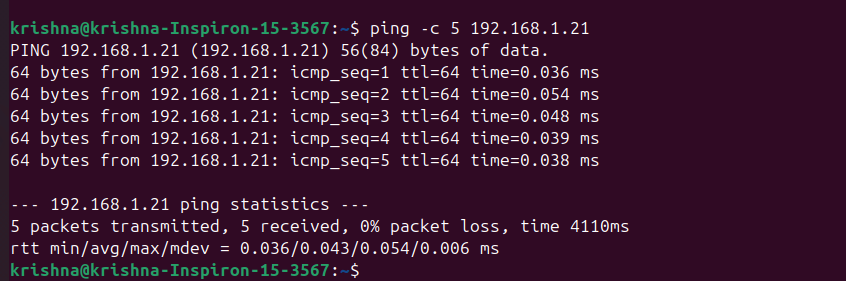 krishna@krishna-Inspiron-15-3567:~$ ping -c 5 192.168.1.21
PING 192.168.1.21 (192.168.1.21) 56(84) bytes of data.
64 bytes from 192.168.1.21: icmp_seq=1 ttl=64 time=0.036 ms
64 bytes from 192.168.1.21: icmp_seq=2 ttl=64 time=0.054 ms
64 bytes from 192.168.1.21: icmp_seq=3 ttl=64 time=0.048 ms
64 bytes from 192.168.1.21: icmp_seq=4 ttl=64 time=0.039 ms
64 bytes from 192.168.1.21: icmp_seq=5 ttl=64 time=0.038 ms
--- 192.168.1.21 ping statistics ---
5 packets transmitted, 5 received, 0% packet loss, time 4110ms
rtt min/avg/max/mdev = 0.036/0.043/0.054/0.006 ms
krishna@krishna-Inspiron-15-3567:~$